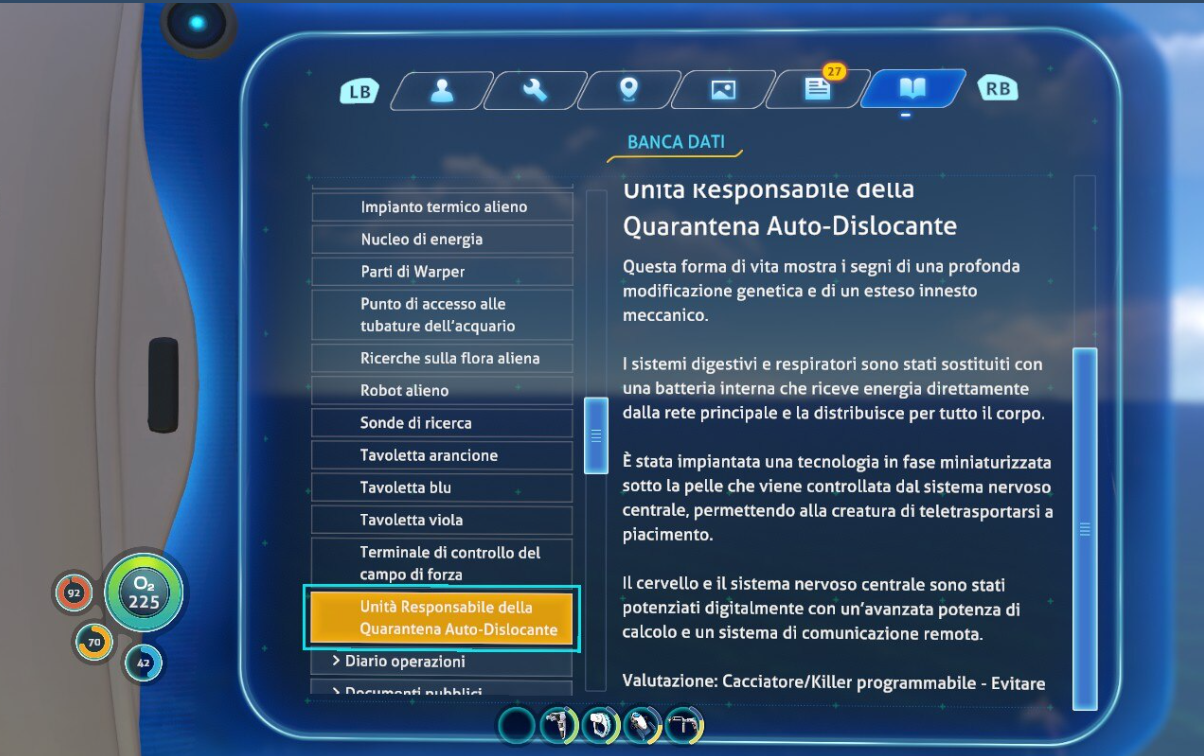 LB
27
RB
BANCA DATI
Impianto termico alieno
Nucleo di energia
Parti di Warper
Punto di accesso alle
tubature dell'acquario
Ricerche sulla flora aliena
Robot alieno
Sonde di ricerca
Tavoletta arancione
Tavoletta blu
Tavoletta viola
Terminale di controllo del
campo di forza
Unità Responsabile della
Quarantena Auto-Dislocante
> Diario operazioni
> Documenti pubblici
Unità Responsabile della
Quarantena Auto-Dislocante
Questa forma di vita mostra i segni di una profonda
modificazione genetica e di un esteso innesto
meccanico.
I sistemi digestivi e respiratori sono stati sostituiti con
una batteria interna che riceve energia direttamente
dalla rete principale e la distribuisce per tutto il corpo.
È stata impiantata una tecnologia in fase miniaturizzata
sotto la pelle che viene controllata dal sistema nervoso
centrale, permettendo alla creatura di teletrasportarsi a
piacimento.
Il cervello e il sistema nervoso centrale sono stati
potenziati digitalmente con un'avanzata potenza di
calcolo e un sistema di comunicazione remota.
Valutazione: Cacciatore/Killer programmabile - Evitare
92
O₂
225
70
42